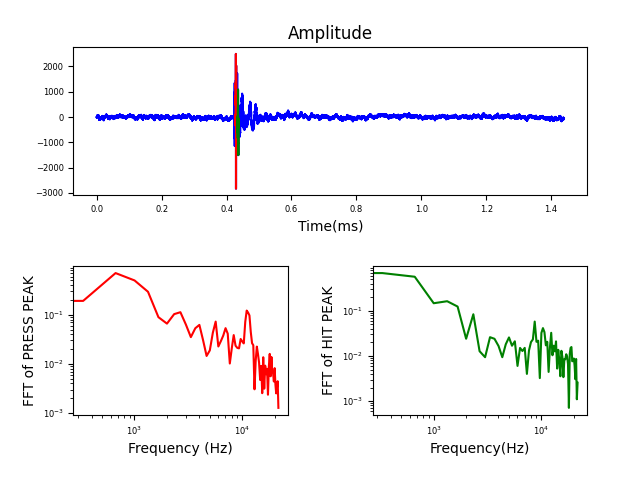 Amplitude
2000
1000
0
−1000
−2000
−3000
0.0 0.2 0.4 0.6 0.8 1.0 1.2 1.4
Time(ms)
FFT of PRESS PEAK
10⁻¹
10⁻²
10⁻³
10³ 10⁴
Frequency (Hz)
FFT of HIT PEAK
10⁻¹
10⁻²
10⁻³
10³ 10⁴
Frequency(Hz)